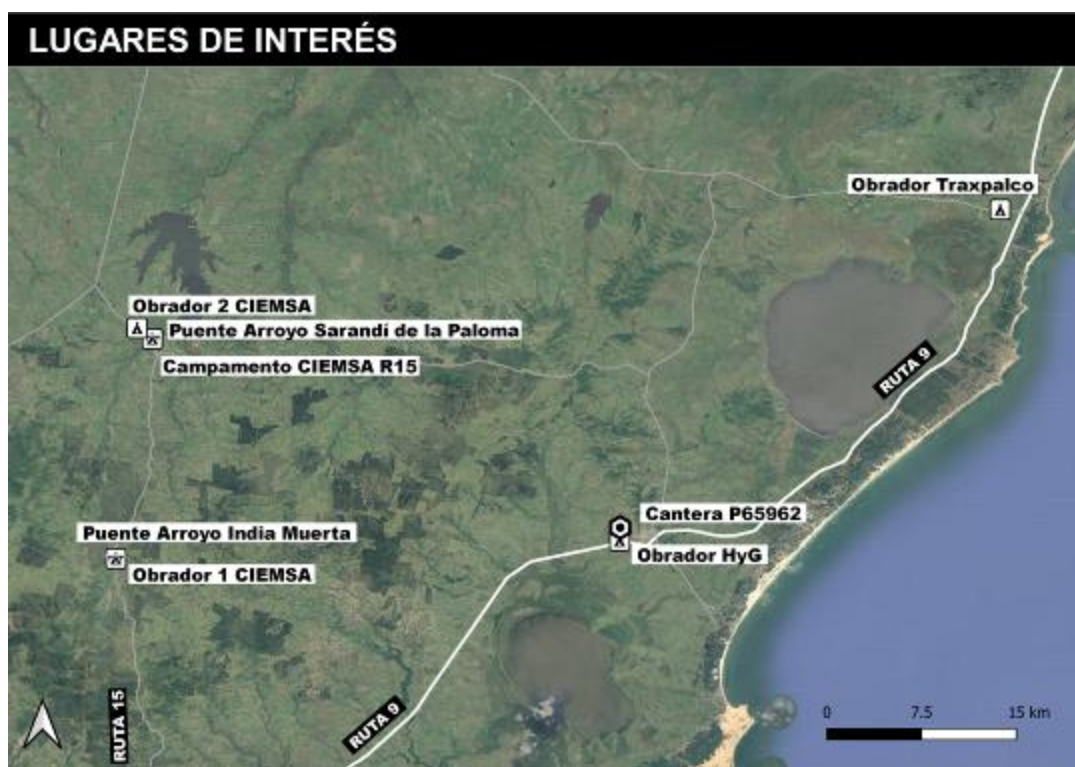 LUGARES DE INTERÉS
Obrador Traxpalco
Obrador 2 CIEMSA
Puente Arroyo Sarandí de la Paloma
Campamento CIEMSA R15
RUTA 9
Cantera P65962
Puente Arroyo India Muerta
Obrador HyG
Obrador 1 CIEMSA
RUTA 15
RUTA 9
0 7.5 15 km